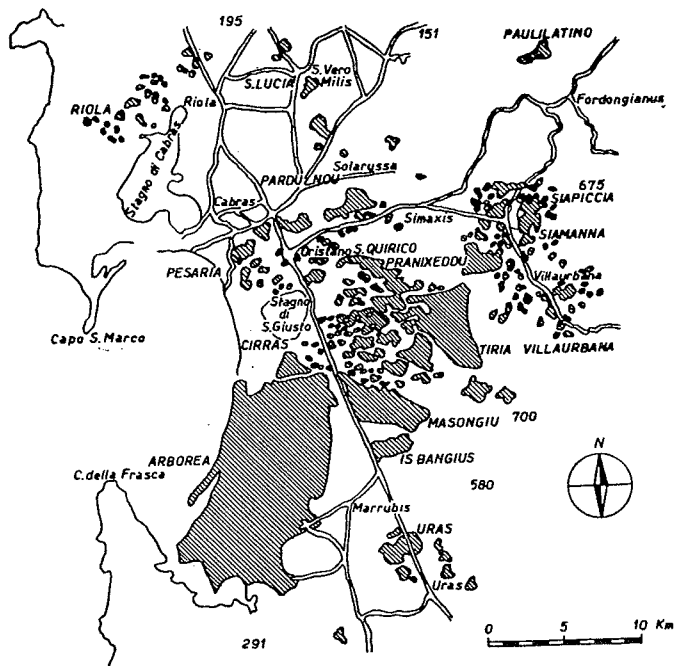 195
151
PAULILATINO
S. LUCIA
S. Vero
Milis
RIOLA
Riola
Fordongianus
Stagno di Cabras
Solarussa
PARDU NOU
675
SIAPICCIA
Cabras
Simaxis
SIAMANNA
Oristano
S. QUIRICO
PRANIXEDDU
PESARIA
Villaurbana
Stagno
di
S. Giusto
Capo S. Marco
CIRRAS
TIRIA
VILLAURBANA
MASONGIU
700
ARBOREA
IS BANGIUS
C. della Frasca
580
N
Marrubis
URAS
Uras
291
0 5 10 Km